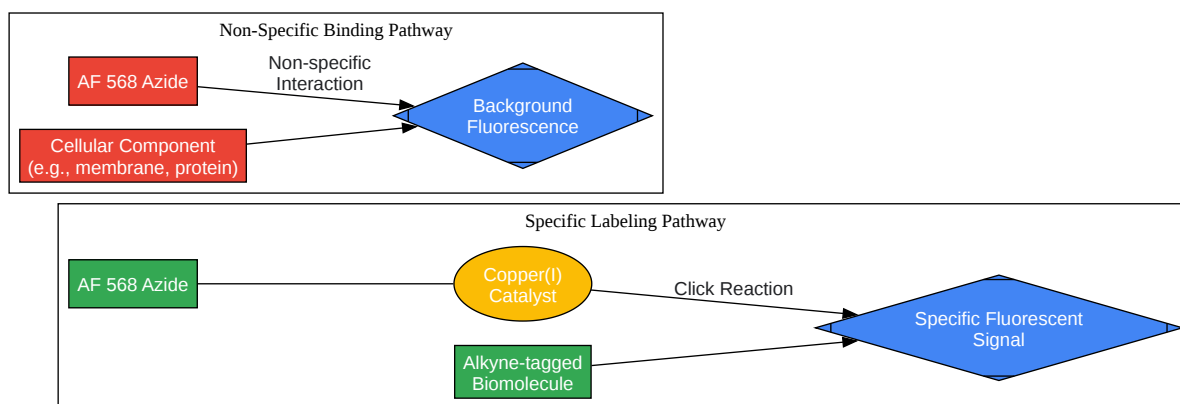 Non-Specific Binding Pathway
AF 568 Azide
Non-specific
Interaction
Background
Fluorescence
Cellular Component
(e.g., membrane, protein)
Specific Labeling Pathway
AF 568 Azide
Copper(I)
Catalyst
Click Reaction
Specific Fluorescent
Signal
Alkyne-tagged
Biomolecule